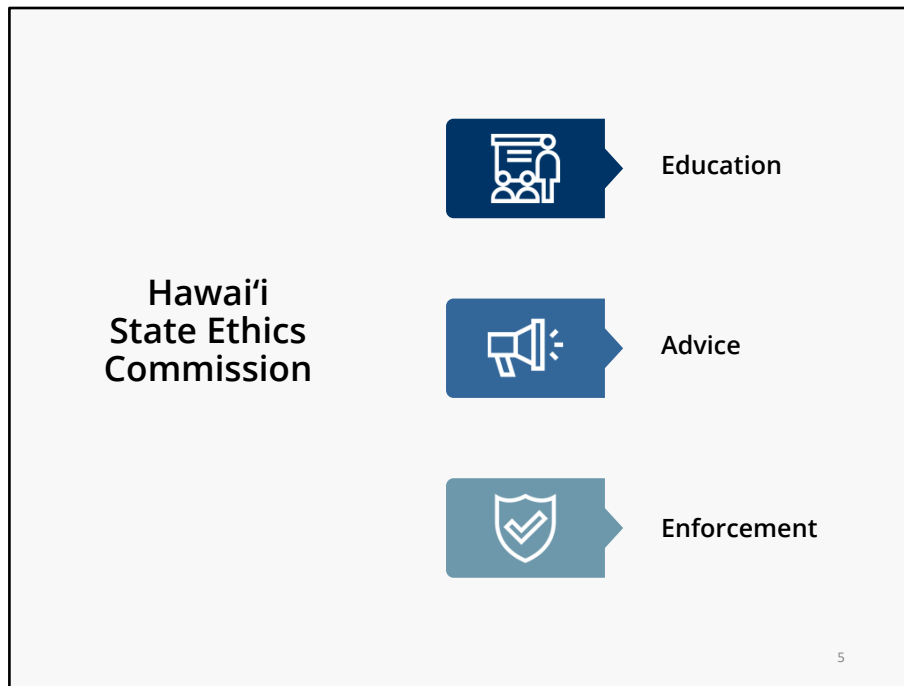 Hawaiʻi
State Ethics
Commission
Education
Advice
Enforcement
5